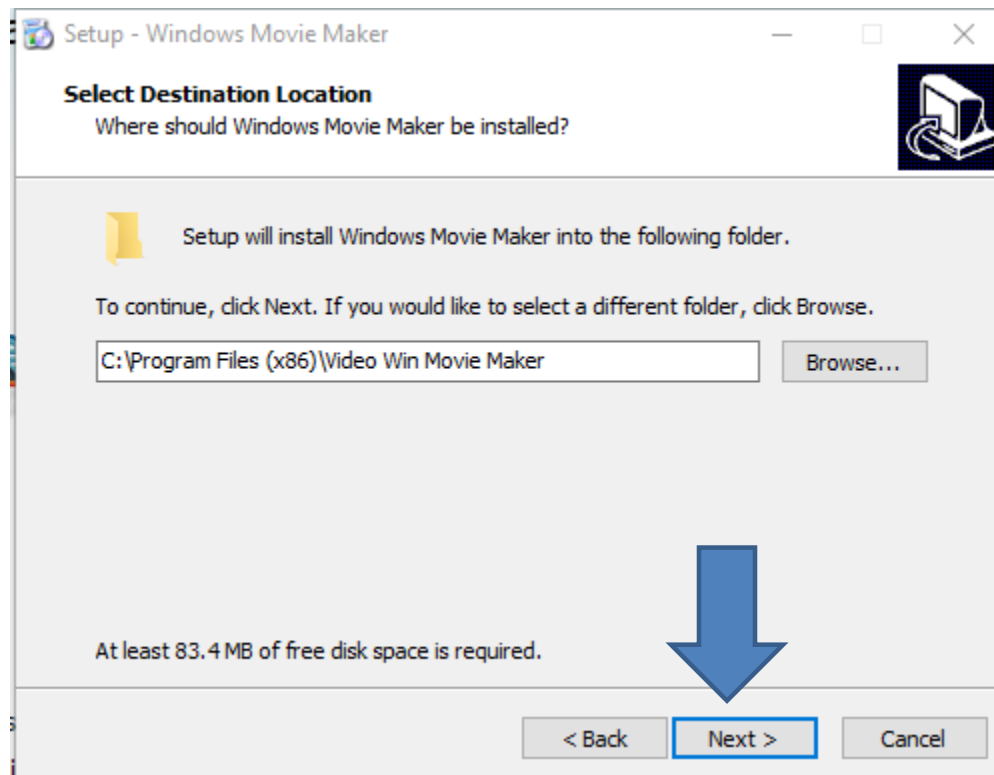 Setup - Windows Movie Maker
Select Destination Location
Where should Windows Movie Maker be installed?
Setup will install Windows Movie Maker into the following folder.
To continue, click Next. If you would like to select a different folder, click Browse.
C:\Program Files (x86)\Video Win Movie Maker
Browse...
At least 83.4 MB of free disk space is required.
< Back
Next >
Cancel